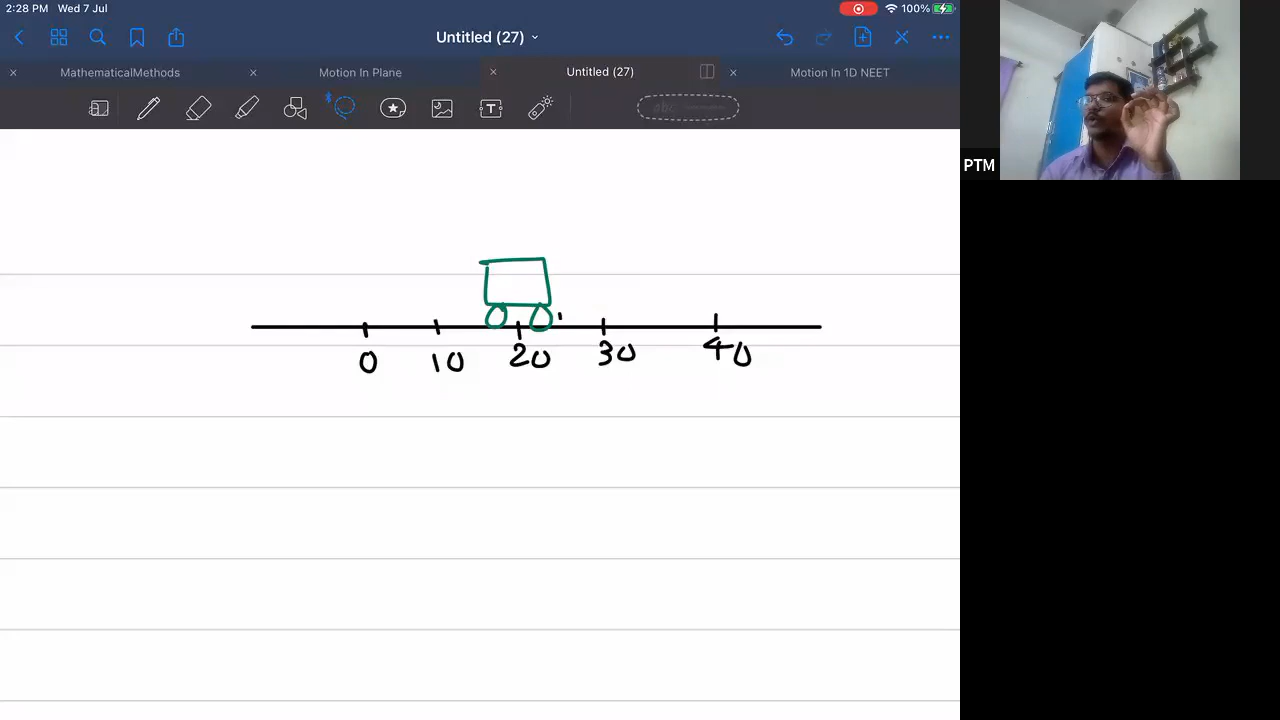 2:28 PM Wed 7 Jul
100%
Untitled (27)
MathematicalMethods
Motion In Plane
Untitled (27)
Motion In 1D NEET
T
PTM
0 10 20 30 40